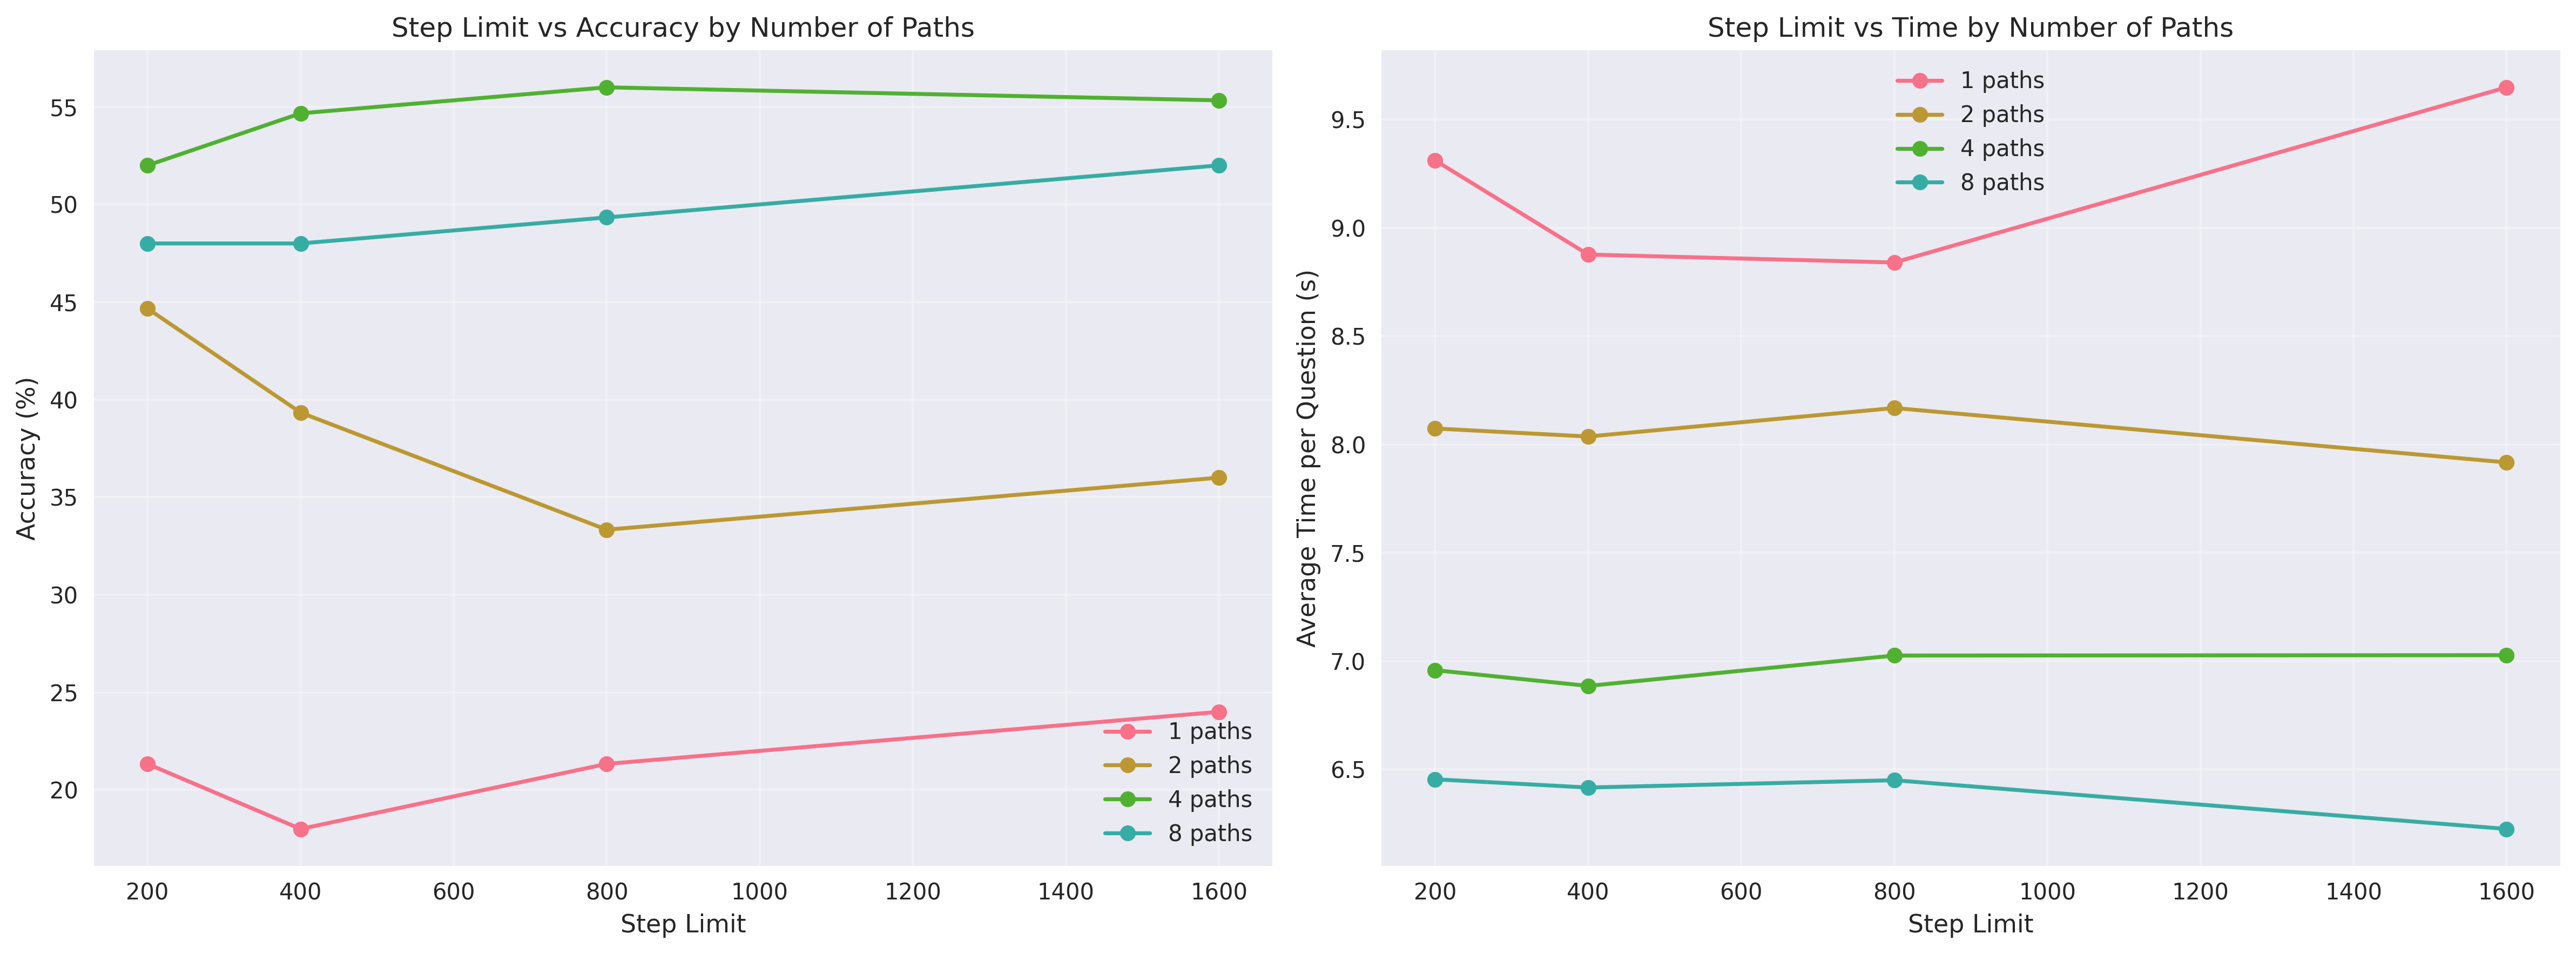 Step Limit vs Accuracy by Number of Paths
Accuracy (%)
55
50
45
40
35
30
25
20
1 paths
2 paths
4 paths
8 paths
200 400 600 800 1000 1200 1400 1600
Step Limit
Step Limit vs Time by Number of Paths
Average Time per Question (s)
1 paths
2 paths
4 paths
8 paths
9.5
9.0
8.5
8.0
7.5
7.0
6.5
200 400 600 800 1000 1200 1400 1600
Step Limit